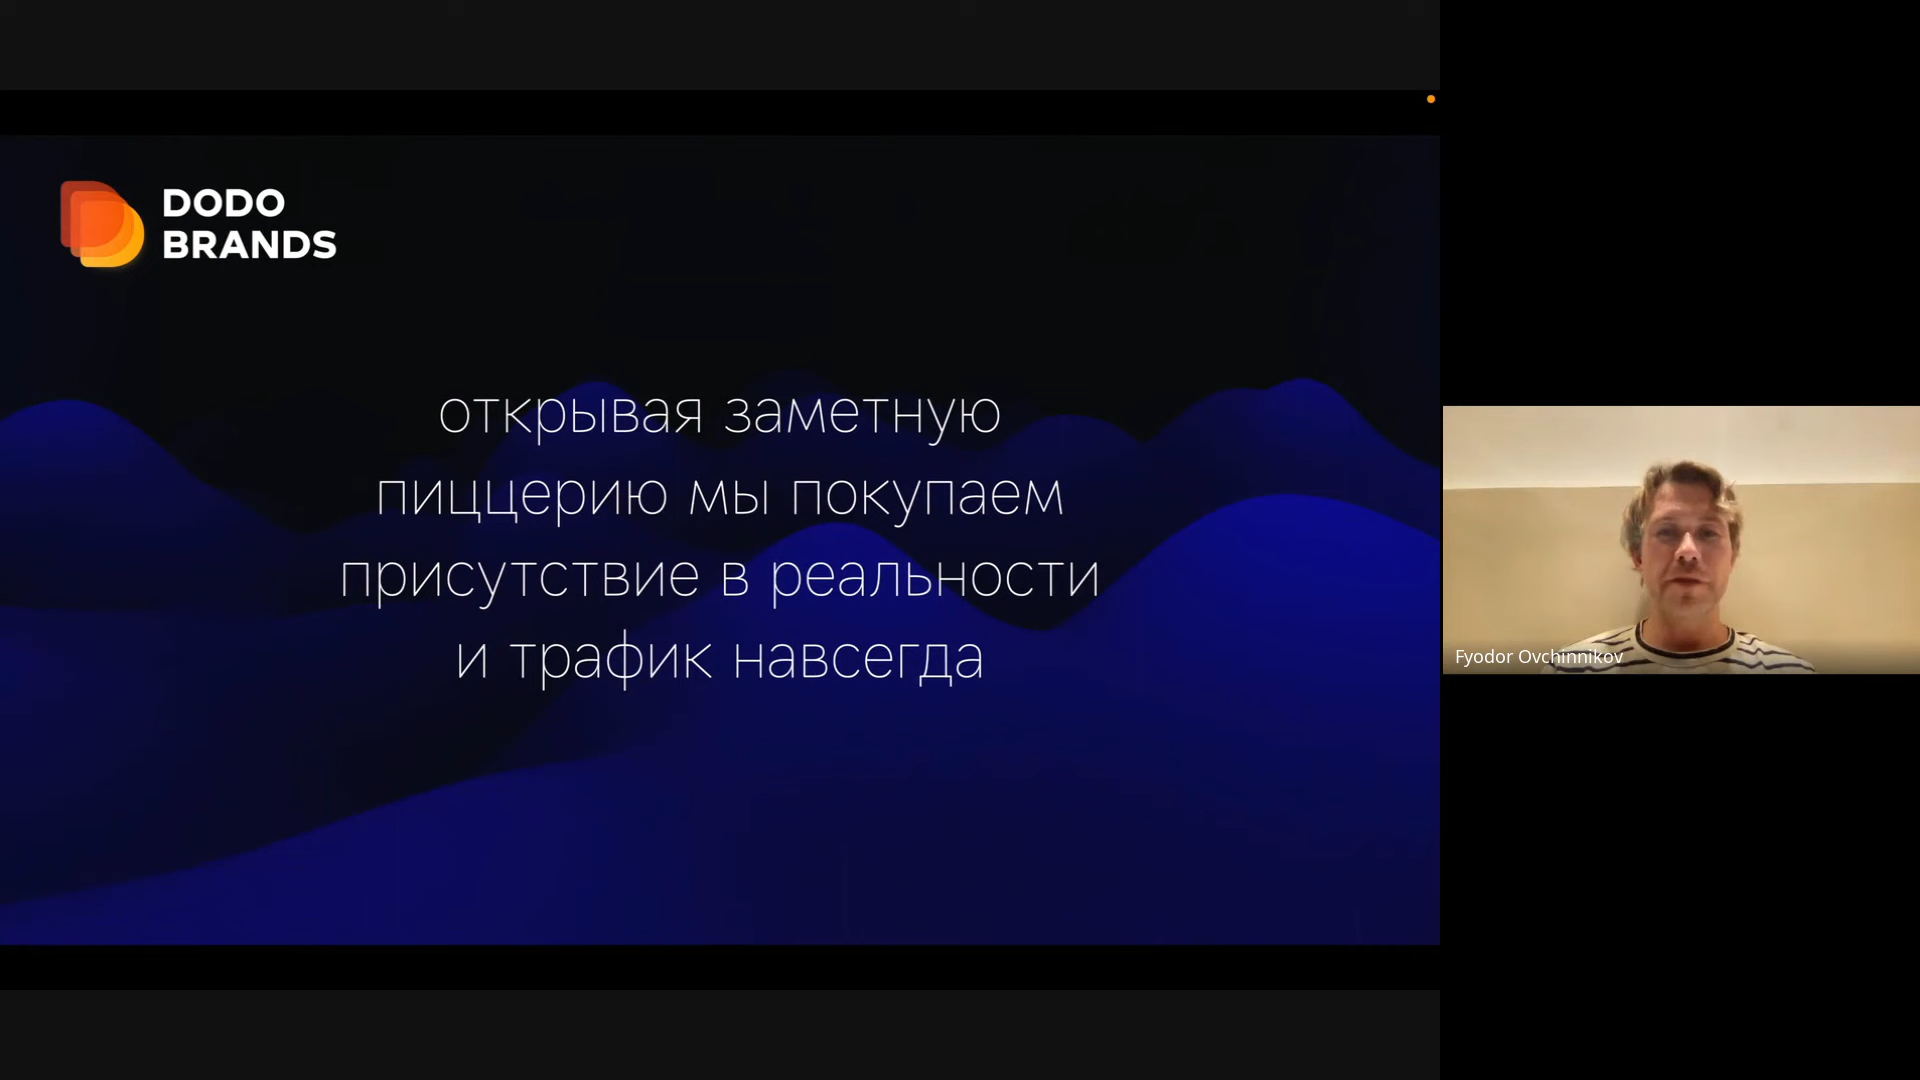 DODO
BRANDS
открывая заметную
пиццерию мы покупаем
присутствие в реальности
и трафик навсегда
Fyodor Ovchinnikov